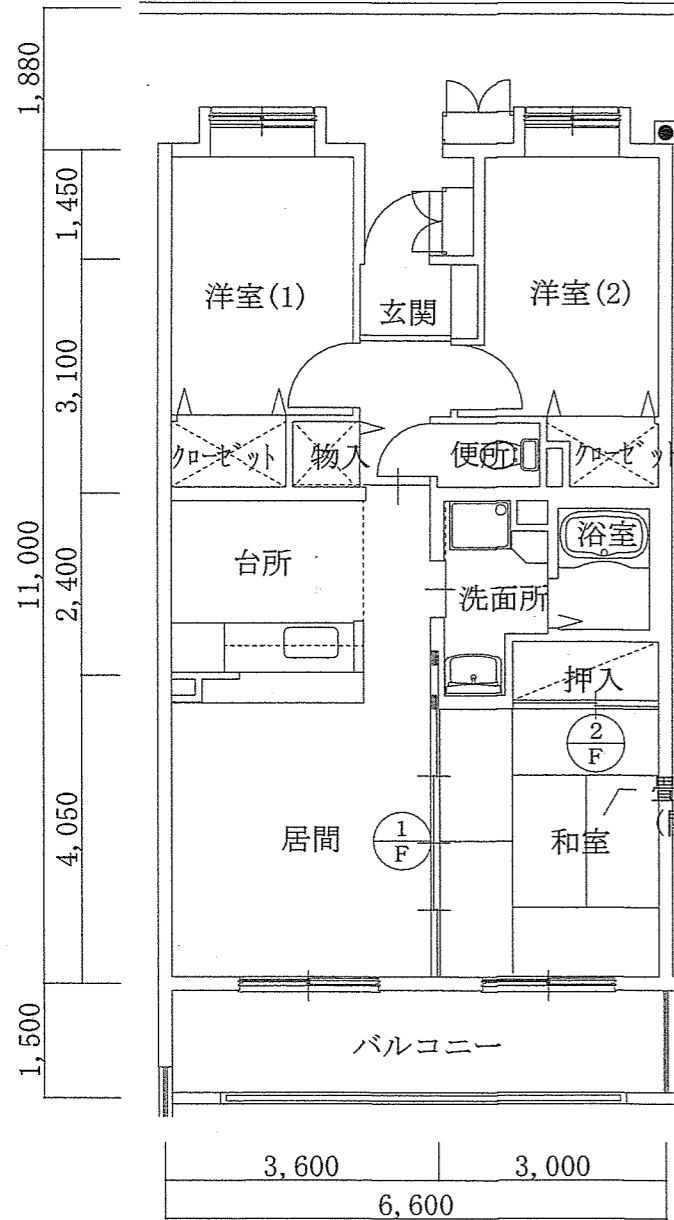 1,880
1,450
洋室(1)
玄関
洋室(2)
3,100
クローゼット
物入
便所
クローゼット
11,000
2,400
台所
浴室
洗面所
押入
2
F
4,050
居間
1
F
和室
畳
1,500
バルコニー
3,600
3,000
6,600